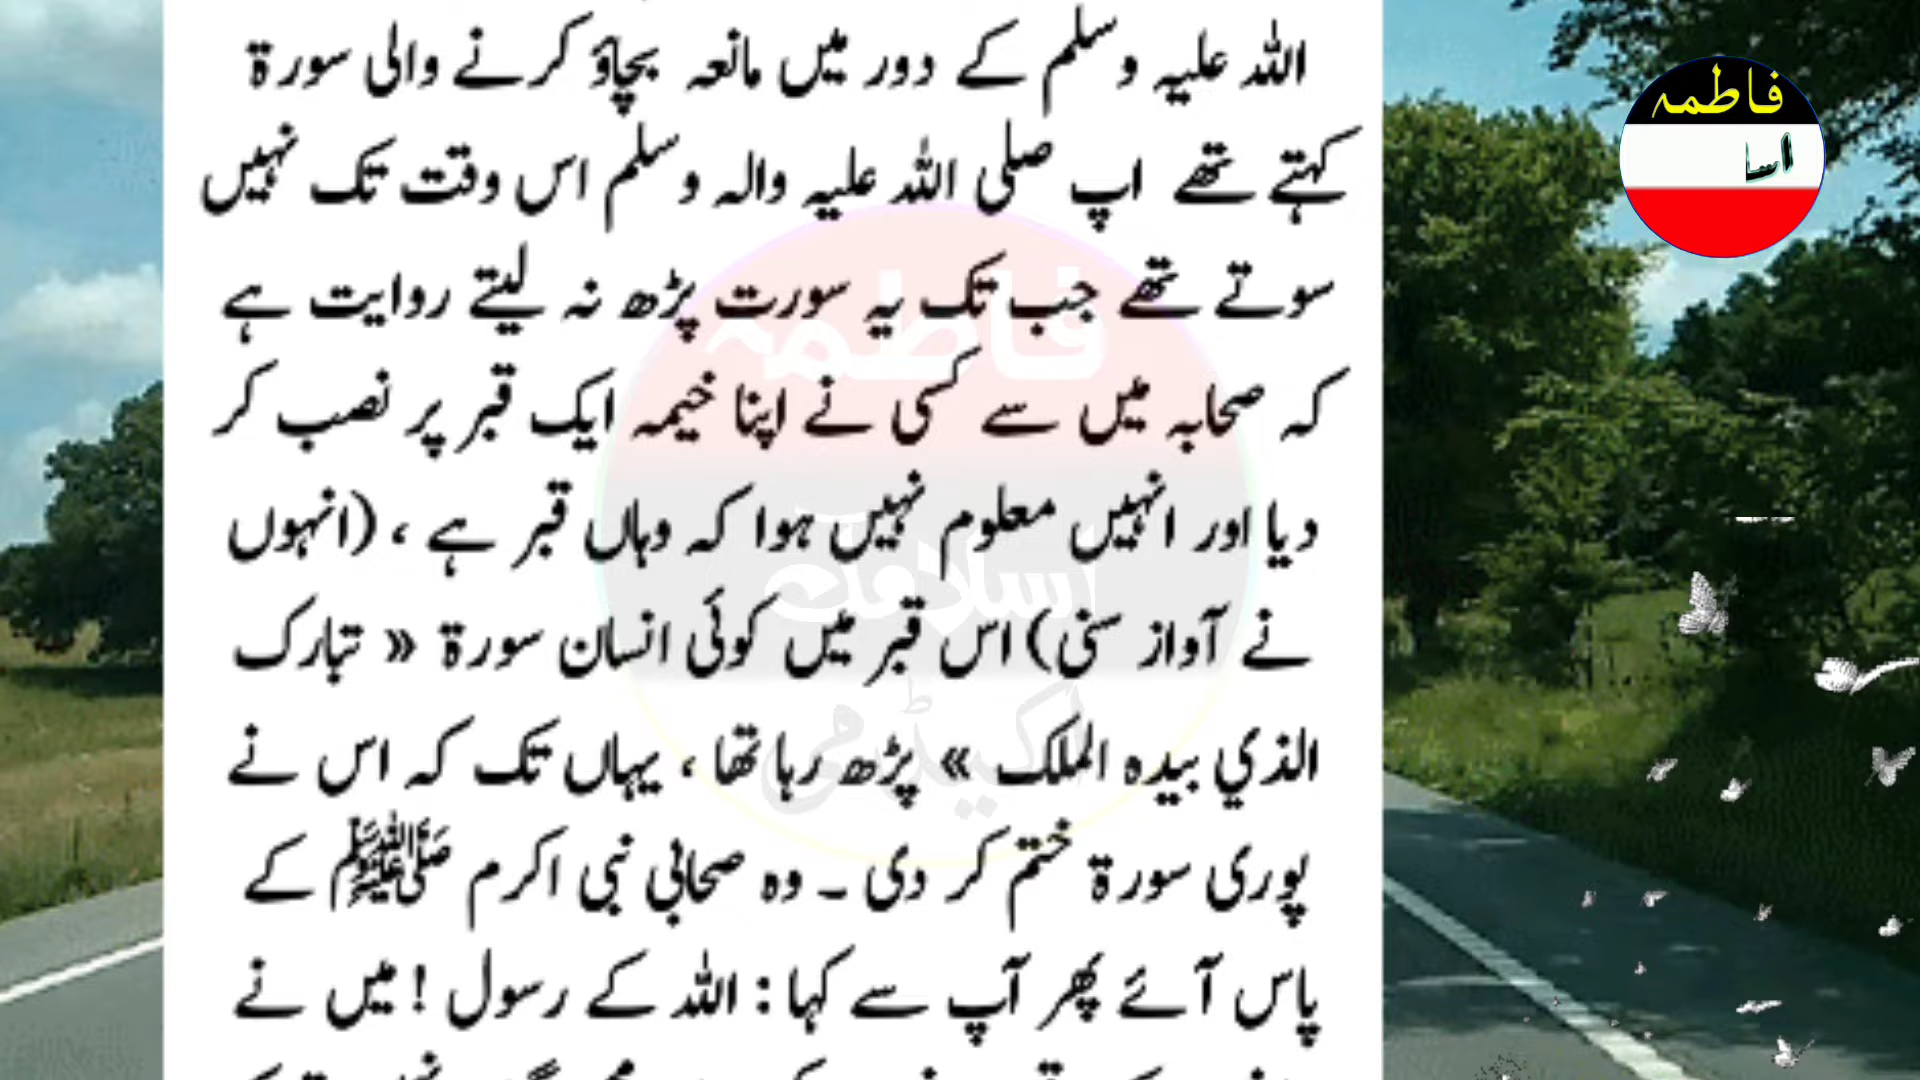 اللہ علیہ وسلم کے دور میں مانعہ بچاؤ کرنے والی سورۃ
کہتے تھے اپ صلی اللہ علیہ والہ وسلم اس وقت تک نہیں
سوتے تھے جب تک یہ سورت پڑھ نہ لیتے روایت ہے
کہ صحابہ میں سے کسی نے اپنا خیمہ ایک قبر پر نصب کر
دیا اور انہیں معلوم نہیں ہوا کہ وہاں قبر ہے ، (انہوں
نے آواز سنی) اس قبر میں کوئی انسان سورۃ « تبارک
الذي بيده الملك » پڑھ رہا تھا ، یہاں تک کہ اس نے
پوری سورۃ ختم کر دی ۔ وہ صحابی نبی اکرم ﷺ کے
پاس آئے پھر آپ سے کہا : اللہ کے رسول ! میں نے
فاطمہ
اسلامک
اکیڈمی
فاطمہ
اسلا